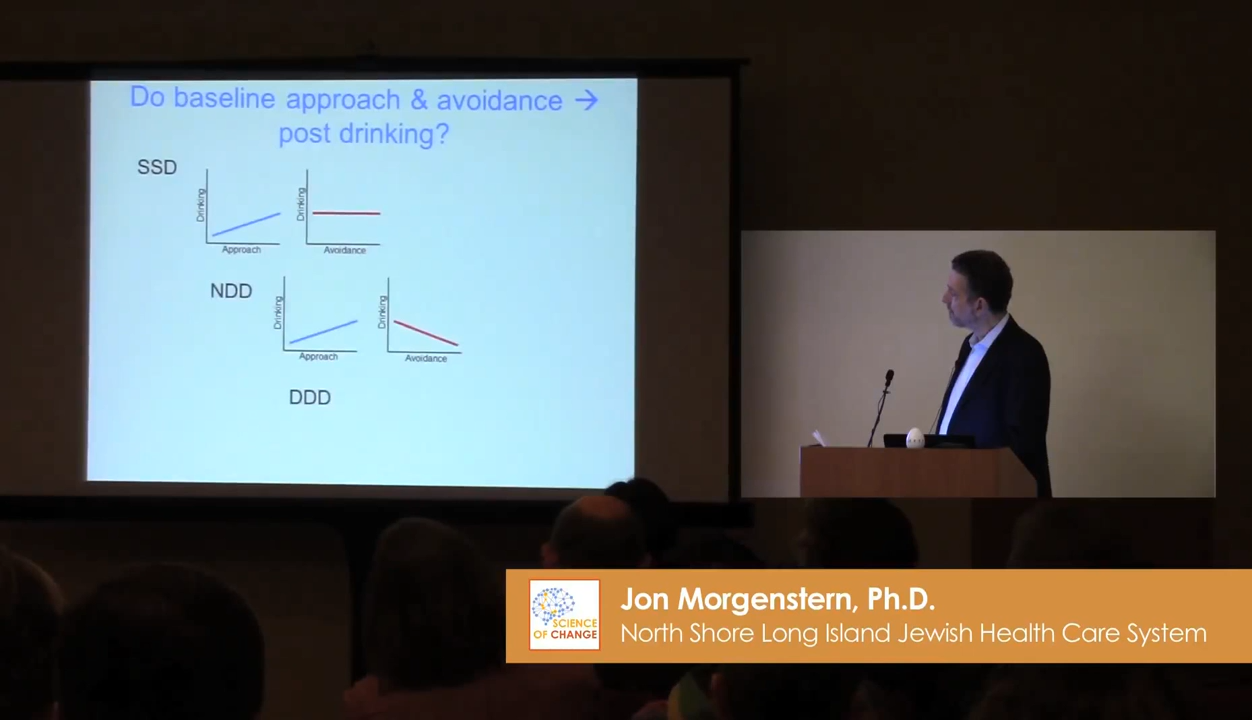 Do baseline approach & avoidance →
post drinking?
SSD
Drinking
Approach
Drinking
Avoidance
NDD
Drinking
Approach
Drinking
Avoidance
DDD
SCIENCE
OF CHANGE
Jon Morgenstern, Ph.D.
North Shore Long Island Jewish Health Care System